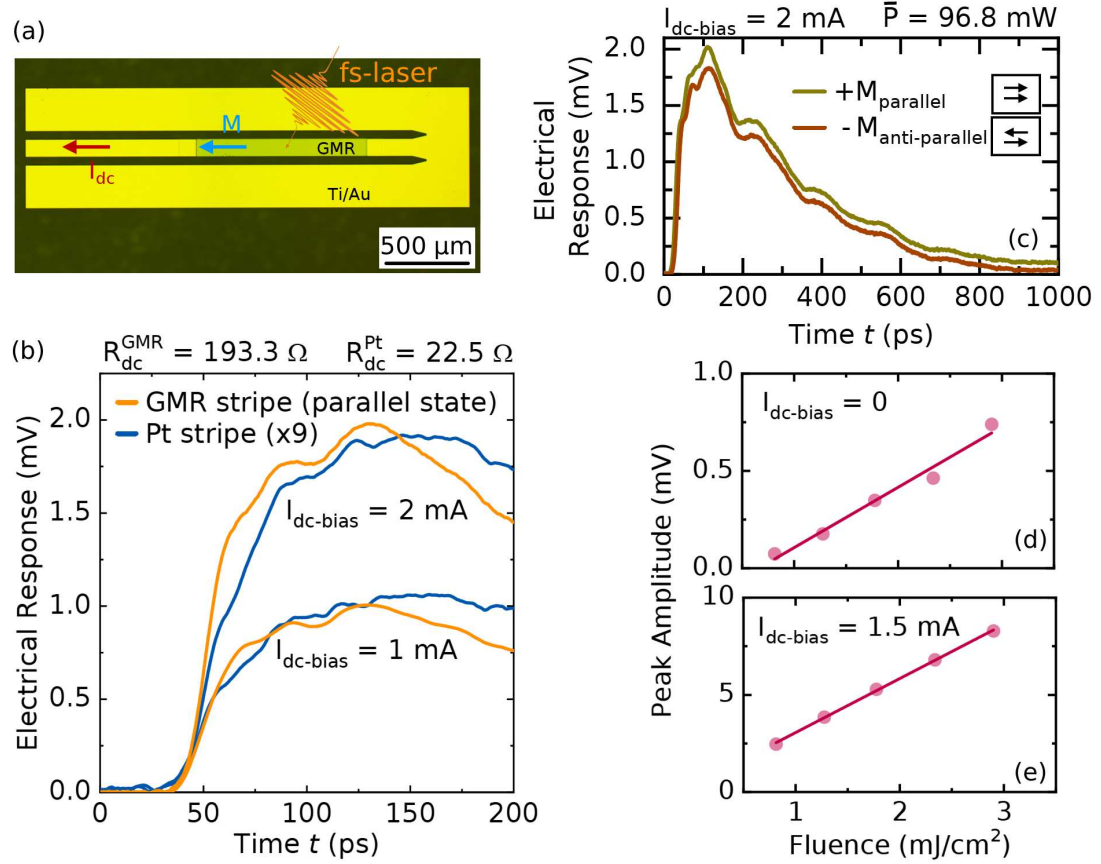 (a)
fs-laser
M
GMR
I_dc
Ti/Au
500 μm
(b)
R_dc^GMR = 193.3 Ω R_dc^Pt = 22.5 Ω
GMR stripe (parallel state)
Pt stripe (x9)
I_dc-bias = 2 mA
I_dc-bias = 1 mA
Electrical Response (mV)
2.0
1.5
1.0
0.5
0.0
0 50 100 150 200
Time t (ps)
I_dc-bias = 2 mA P̄ = 96.8 mW
Electrical
Response (mV)
2.0
1.5
1.0
0.5
0.0
+M_parallel
- M_anti-parallel
(c)
0 200 400 600 800 1000
Time t (ps)
Peak Amplitude (mV)
1.0
0.5
0.0
I_dc-bias = 0
(d)
10
5
0
I_dc-bias = 1.5 mA
(e)
1 2 3
Fluence (mJ/cm²)